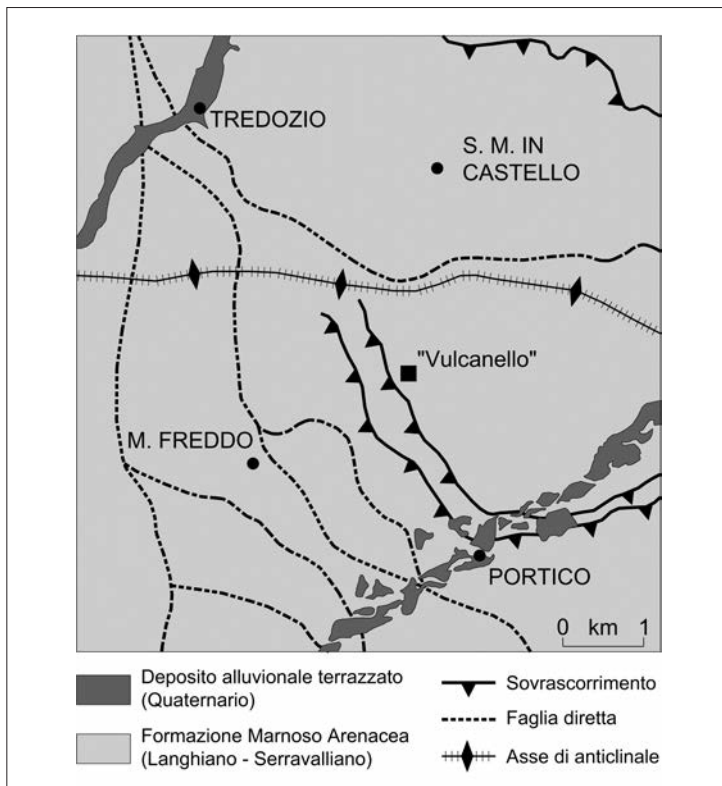 TREDOZIO
S. M. IN
CASTELLO
"Vulcanello"
M. FREDDO
PORTICO
0 km 1
Deposito alluvionale terrazzato
(Quaternario)
Formazione Marnoso Arenacea
(Langhiano - Serravalliano)
Sovrascorrimento
Faglia diretta
Asse di anticlinale